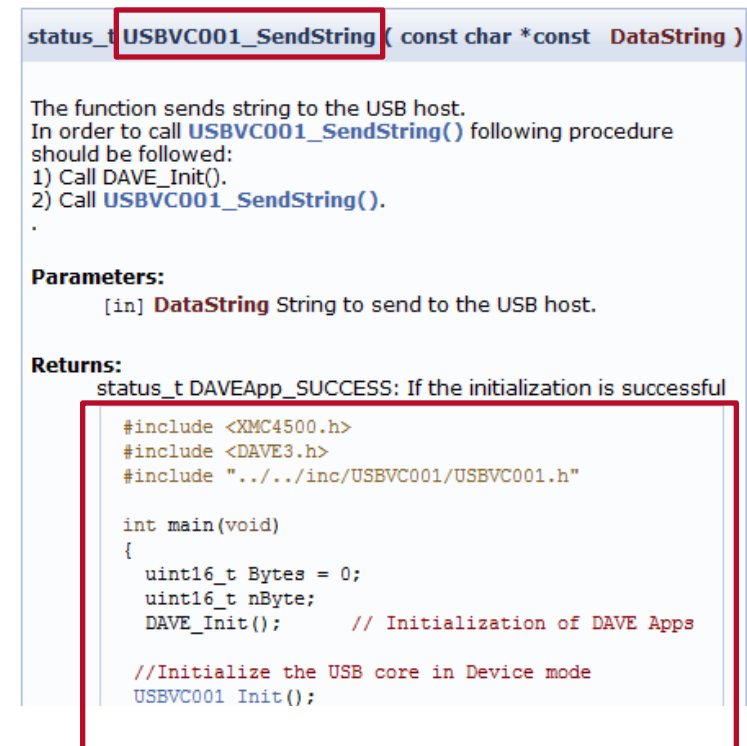 status_t USBVC001_SendString ( const char *const DataString )
The function sends string to the USB host.
In order to call USBVC001_SendString() following procedure
should be followed:
1) Call DAVE_Init().
2) Call USBVC001_SendString().
.
Parameters:
[in] DataString String to send to the USB host.
Returns:
status_t DAVEApp_SUCCESS: If the initialization is successful
#include <XMC4500.h>
#include <DAVE3.h>
#include "../../inc/USBVC001/USBVC001.h"
int main(void)
{
uint16_t Bytes = 0;
uint16_t nByte;
DAVE_Init(); // Initialization of DAVE Apps
//Initialize the USB core in Device mode
USBVC001_Init();